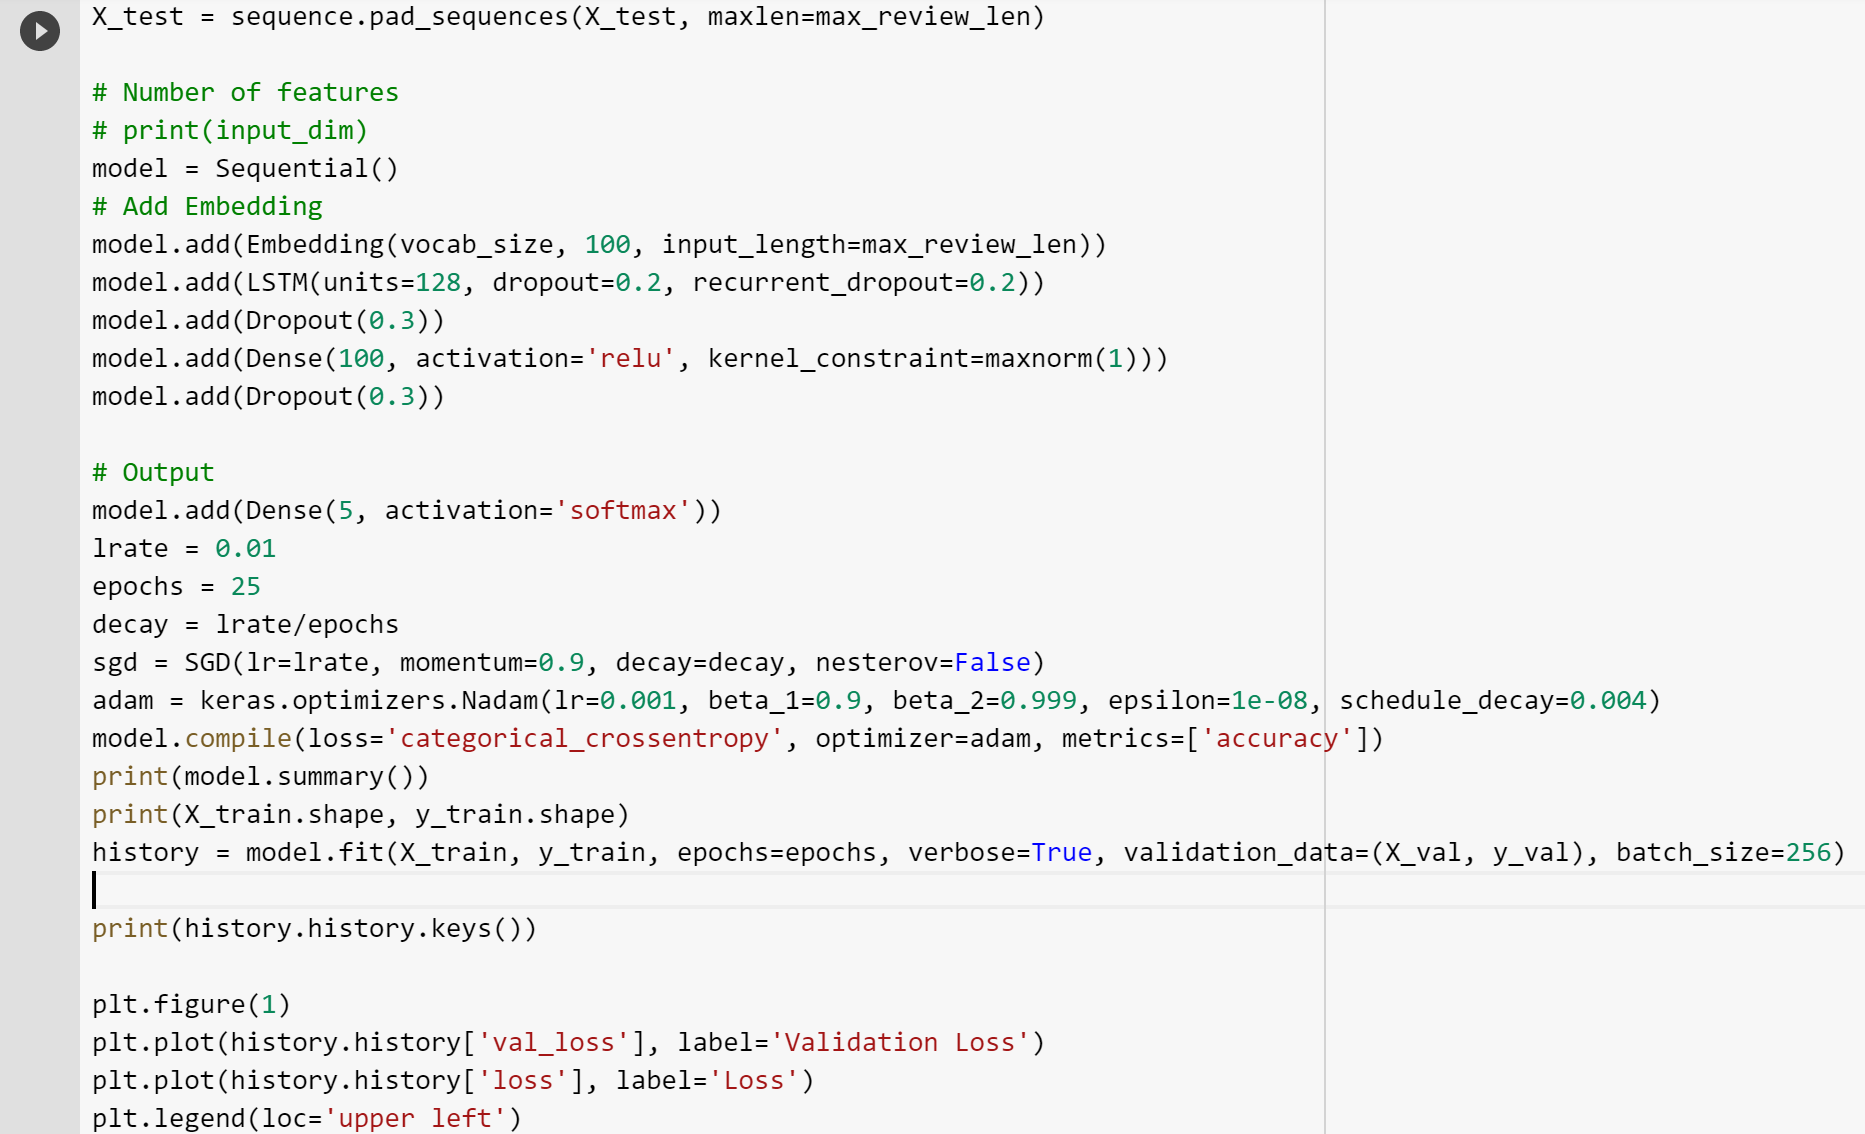 X_test = sequence.pad_sequences(X_test, maxlen=max_review_len)
# Number of features
# print(input_dim)
model = Sequential()
# Add Embedding
model.add(Embedding(vocab_size, 100, input_length=max_review_len))
model.add(LSTM(units=128, dropout=0.2, recurrent_dropout=0.2))
model.add(Dropout(0.3))
model.add(Dense(100, activation='relu', kernel_constraint=maxnorm(1)))
model.add(Dropout(0.3))
# Output
model.add(Dense(5, activation='softmax'))
lrate = 0.01
epochs = 25
decay = lrate/epochs
sgd = SGD(lr=lrate, momentum=0.9, decay=decay, nesterov=False)
adam = keras.optimizers.Nadam(lr=0.001, beta_1=0.9, beta_2=0.999, epsilon=1e-08, schedule_decay=0.004)
model.compile(loss='categorical_crossentropy', optimizer=adam, metrics=['accuracy'])
print(model.summary())
print(X_train.shape, y_train.shape)
history = model.fit(X_train, y_train, epochs=epochs, verbose=True, validation_data=(X_val, y_val), batch_size=256)
print(history.history.keys())
plt.figure(1)
plt.plot(history.history['val_loss'], label='Validation Loss')
plt.plot(history.history['loss'], label='Loss')
plt.legend(loc='upper left')